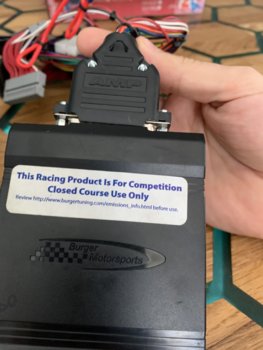 AMP
This Racing Product Is For Competition
Closed Course Use Only
Review http://www.burgertuning.com/emissions_info.html before use.
Burger
Motorsports